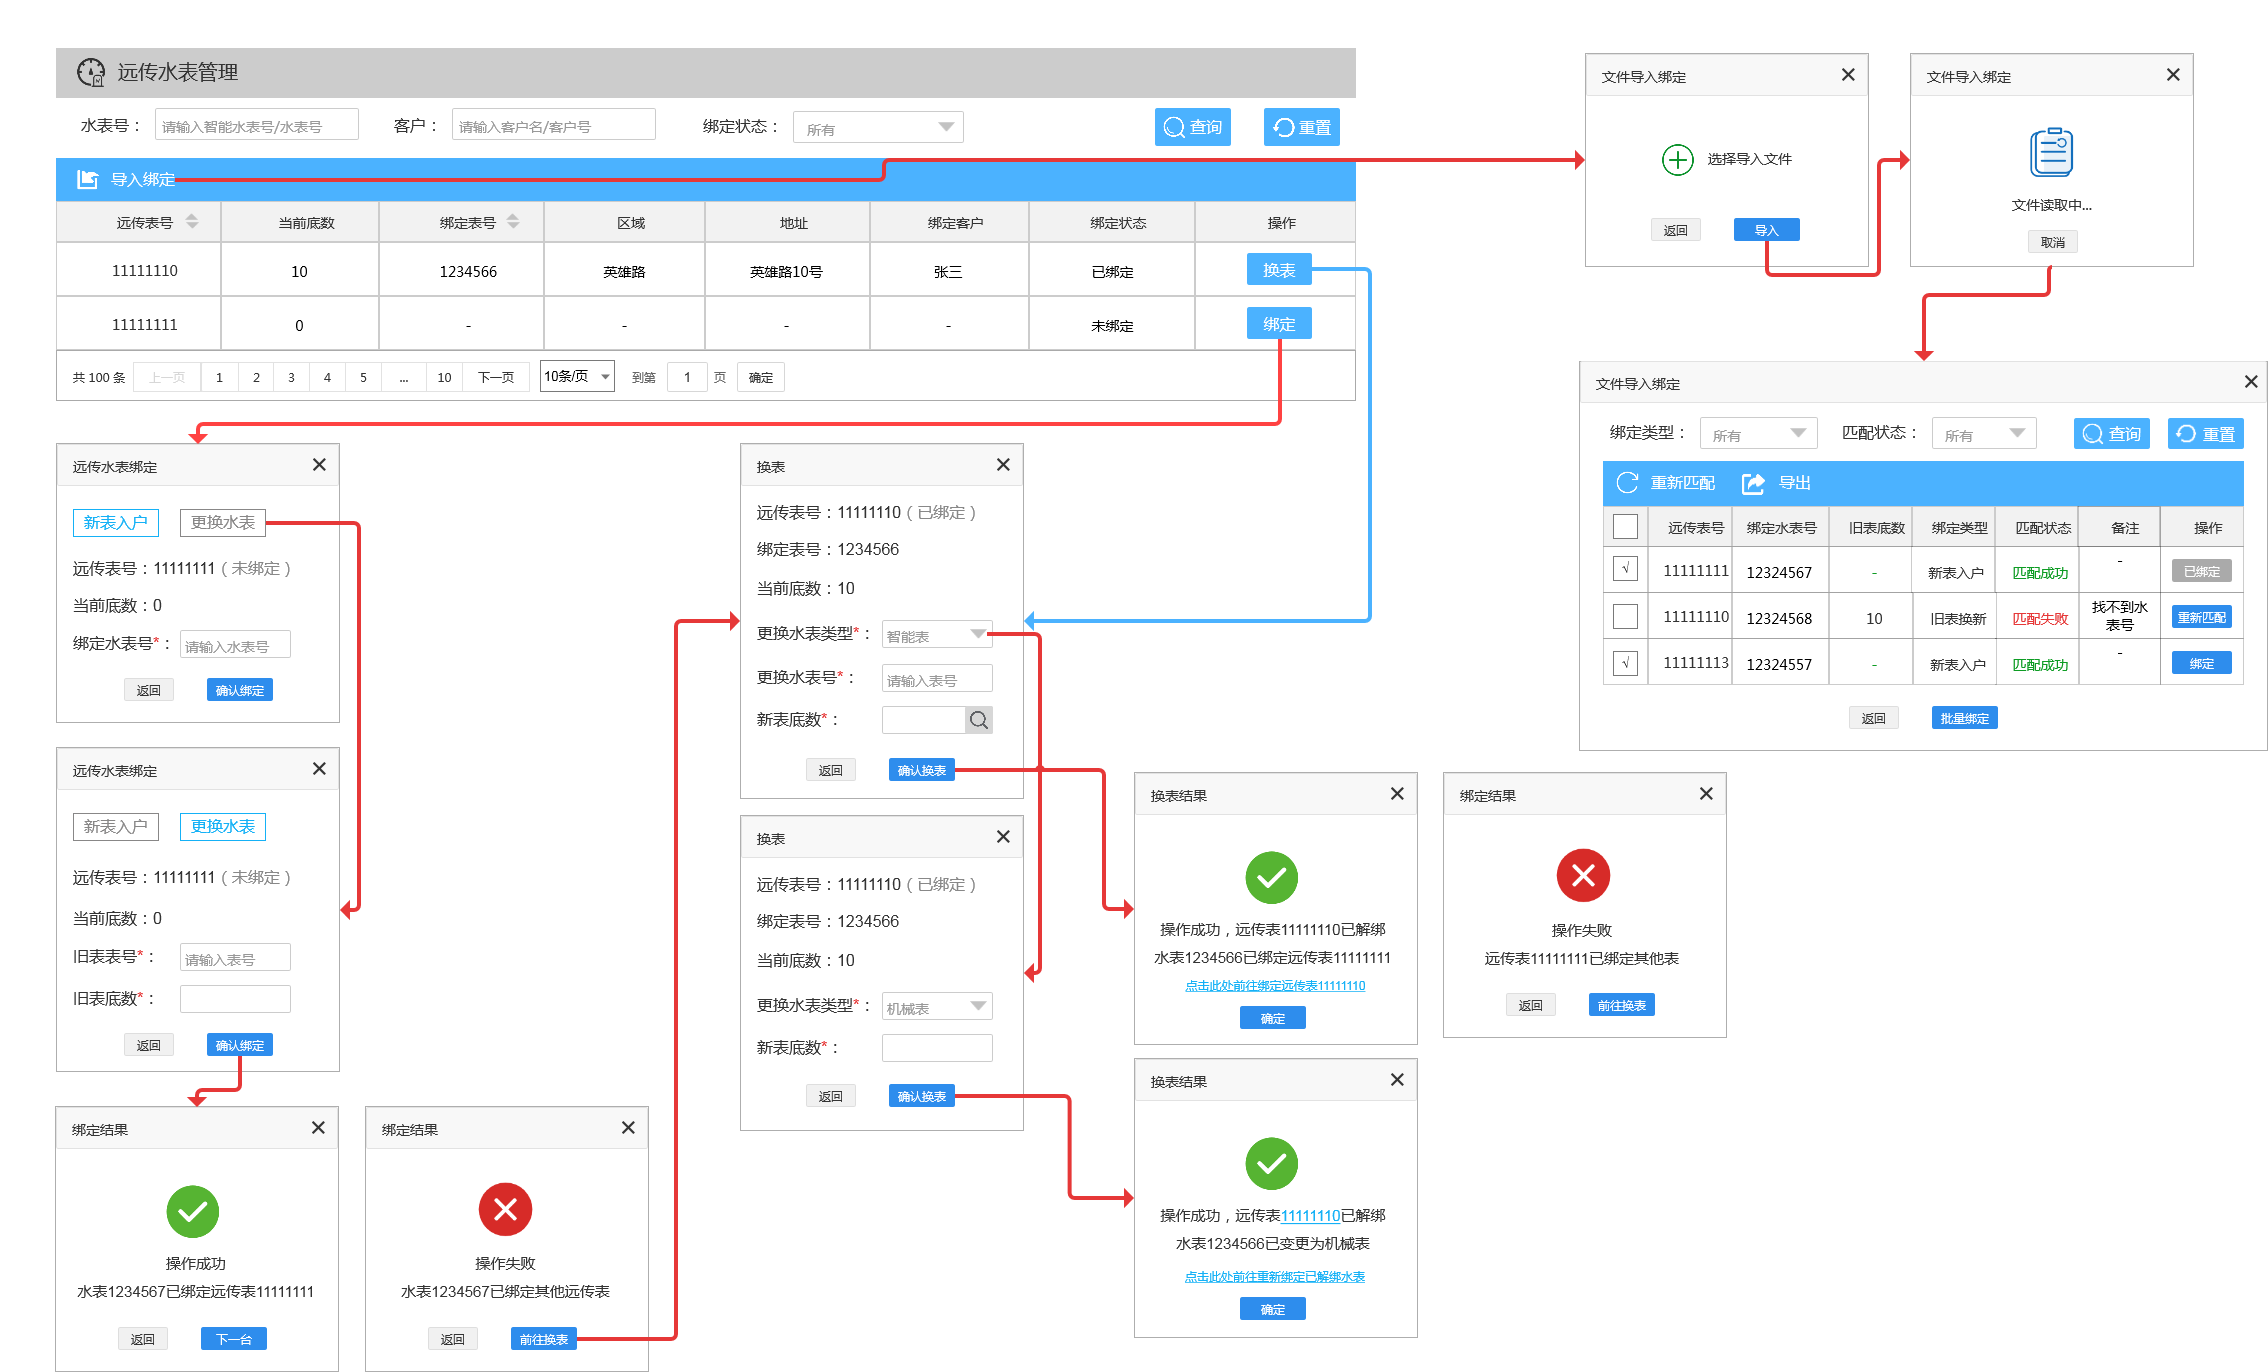 远传水表管理
水表号： 请输入智能水表号/水表号 客户： 请输入客户名/客户号 绑定状态： 所有 查询 重置
导入绑定
远传表号 当前底数 绑定表号 区域 地址 绑定客户 绑定状态 操作
11111110 10 1234566 英雄路 英雄路10号 张三 已绑定 换表
11111111 0 - - - - 未绑定 绑定
共 100 条 上一页 1 2 3 4 5 ... 10 下一页 10条/页 到第 1 页 确定
文件导入绑定
选择导入文件
返回 导入
文件导入绑定
文件读取中...
取消
文件导入绑定
绑定类型： 所有 匹配状态： 所有 查询 重置
重新匹配 导出
远传表号 绑定水表号 旧表底数 绑定类型 匹配状态 备注 操作
√ 11111111 12324567 - 新表入户 匹配成功 - 已绑定
11111110 12324568 10 旧表换新 匹配失败 找不到水
表号 重新匹配
√ 11111113 12324557 - 新表入户 匹配成功 - 绑定
返回 批量绑定
远传水表绑定
新表入户 更换水表
远传表号：11111111（未绑定）
当前底数：0
绑定水表号*： 请输入水表号
返回 确认绑定
远传水表绑定
新表入户 更换水表
远传表号：11111111（未绑定）
当前底数：0
旧表表号*： 请输入表号
旧表底数*：
返回 确认绑定
绑定结果
操作成功
水表1234567已绑定远传表11111111
返回 下一台
绑定结果
操作失败
水表1234567已绑定其他远传表
返回 前往换表
换表
远传表号：11111110（已绑定）
绑定表号：1234566
当前底数：10
更换水表类型*： 智能表
更换水表号*： 请输入表号
新表底数*：
返回 确认换表
换表
远传表号：11111110（已绑定）
绑定表号：1234566
当前底数：10
更换水表类型*： 机械表
新表底数*：
返回 确认换表
换表结果
操作成功，远传表11111110已解绑
水表1234566已绑定远传表11111111
点击此处前往绑定远传表11111110
确定
绑定结果
操作失败
远传表11111111已绑定其他表
返回 前往换表
换表结果
操作成功，远传表11111110已解绑
水表1234566已变更为机械表
点击此处前往重新绑定已解绑水表
确定